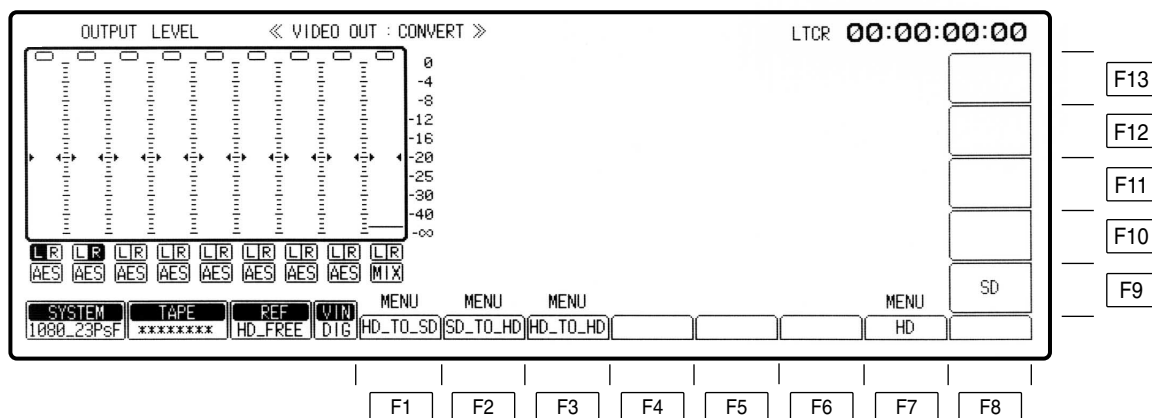 OUTPUT LEVEL ≪ VIDEO OUT : CONVERT ≫ LTCR 00:00:00:00
0
-4
-8
-12
-16
-20
-25
-30
-40
-∞
L R L R L R L R L R L R L R L R L R
AES AES AES AES AES AES AES AES MIX
F13
F12
F11
F10
SD F9
MENU MENU MENU MENU
SYSTEM TAPE REF VIN
1080_23PsF ******** HD_FREE DIG HD_TO_SD SD_TO_HD HD_TO_HD HD
F1 F2 F3 F4 F5 F6 F7 F8